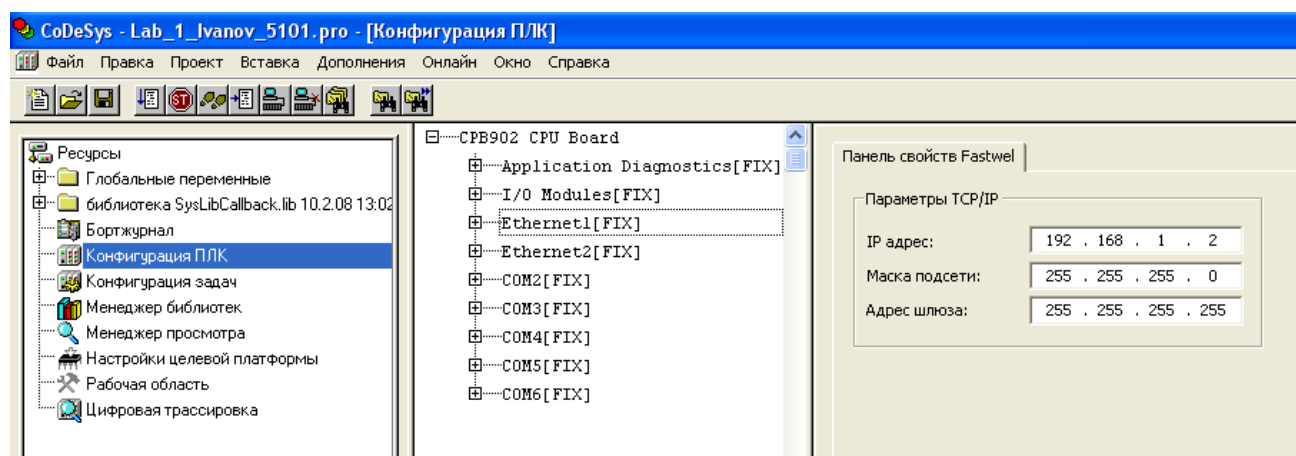 CoDeSys - Lab_1_Ivanov_5101.pro - [Конфигурация ПЛК]
Файл Правка Проект Вставка Дополнения Онлайн Окно Справка
Ресурсы
Глобальные переменные
библиотека SysLibCallback.lib 10.2.08 13:02
Бортжурнал
Конфигурация ПЛК
Конфигурация задач
Менеджер библиотек
Менеджер просмотра
Настройки целевой платформы
Рабочая область
Цифровая трассировка
CPB902 CPU Board
Application Diagnostics[FIX]
I/O Modules[FIX]
Ethernet1[FIX]
Ethernet2[FIX]
COM2[FIX]
COM3[FIX]
COM4[FIX]
COM5[FIX]
COM6[FIX]
Панель свойств Fastwel
Параметры TCP/IP
IP адрес: 192 . 168 . 1 . 2
Маска подсети: 255 . 255 . 255 . 0
Адрес шлюза: 255 . 255 . 255 . 255